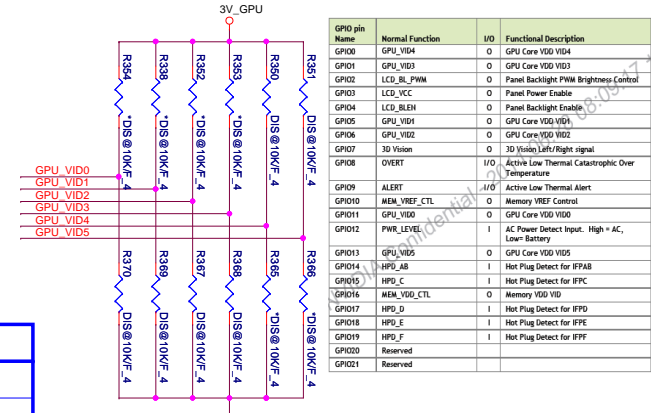 3V_GPU
R354
R338
R352
R353
R350
R351
*DIS@10K/F_4
*DIS@10K/F_4
*DIS@10K/F_4
*DIS@10K/F_4
DIS@10K/F_4
DIS@10K/F_4
GPU_VID0
GPU_VID1
GPU_VID2
GPU_VID3
GPU_VID4
GPU_VID5
R370
R369
R367
R368
R365
R366
DIS@10K/F_4
DIS@10K/F_4
DIS@10K/F_4
DIS@10K/F_4
*DIS@10K/F_4
*DIS@10K/F_4
GPIO pin Name Normal Function I/O Functional Description
GPIO0 GPU_VID4 O GPU Core VDD VID4
GPIO1 GPU_VID3 O GPU Core VDD VID3
GPIO2 LCD_BL_PWM O Panel Backlight PWM Brightness Control
GPIO3 LCD_VCC O Panel Power Enable
GPIO4 LCD_BLEN O Panel Backlight Enable
GPIO5 GPU_VID1 O GPU Core VDD VID1
GPIO6 GPU_VID2 O GPU Core VDD VID2
GPIO7 3D Vision O 3D Vision Left/Right signal
GPIO8 OVERT I/O Active Low Thermal Catastrophic Over
Temperature
GPIO9 ALERT I/O Active Low Thermal Alert
GPIO10 MEM_VREF_CTL O Memory VREF Control
GPIO11 GPU_VID0 O GPU Core VDD VID0
GPIO12 PWR_LEVEL I AC Power Detect Input. High = AC,
Low= Battery
GPIO13 GPU_VID5 O GPU Core VDD VID5
GPIO14 HPD_AB I Hot Plug Detect for IFPAB
GPIO15 HPD_C I Hot Plug Detect for IFPC
GPIO16 MEM_VDD_CTL O Memory VDD VID
GPIO17 HPD_D I Hot Plug Detect for IFPD
GPIO18 HPD_E I Hot Plug Detect for IFPE
GPIO19 HPD_F I Hot Plug Detect for IFPF
GPIO20 Reserved
GPIO21 Reserved
NVIDIA Confidential